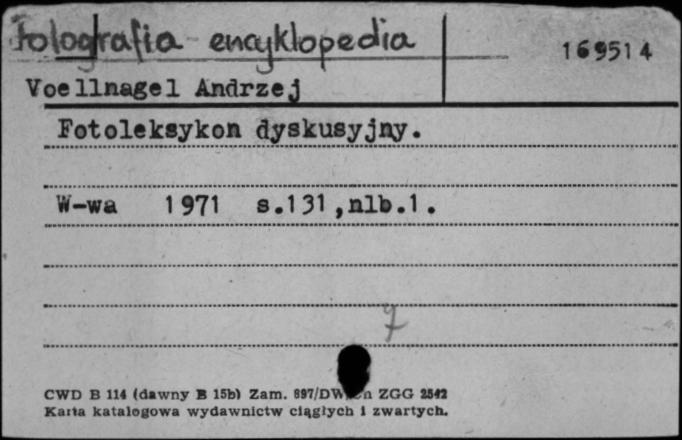 Fotografia encyklopedia
169514
Voellnagel Andrzej
Fotoleksykon dyskusyjny.
W-wa 1971 s.131,nlb.1.
7
CWD B 114 (dawny B 15b) Zam. 897/DW ZGG 2542
Karta katalogowa wydawnictw ciągłych i zwartych.